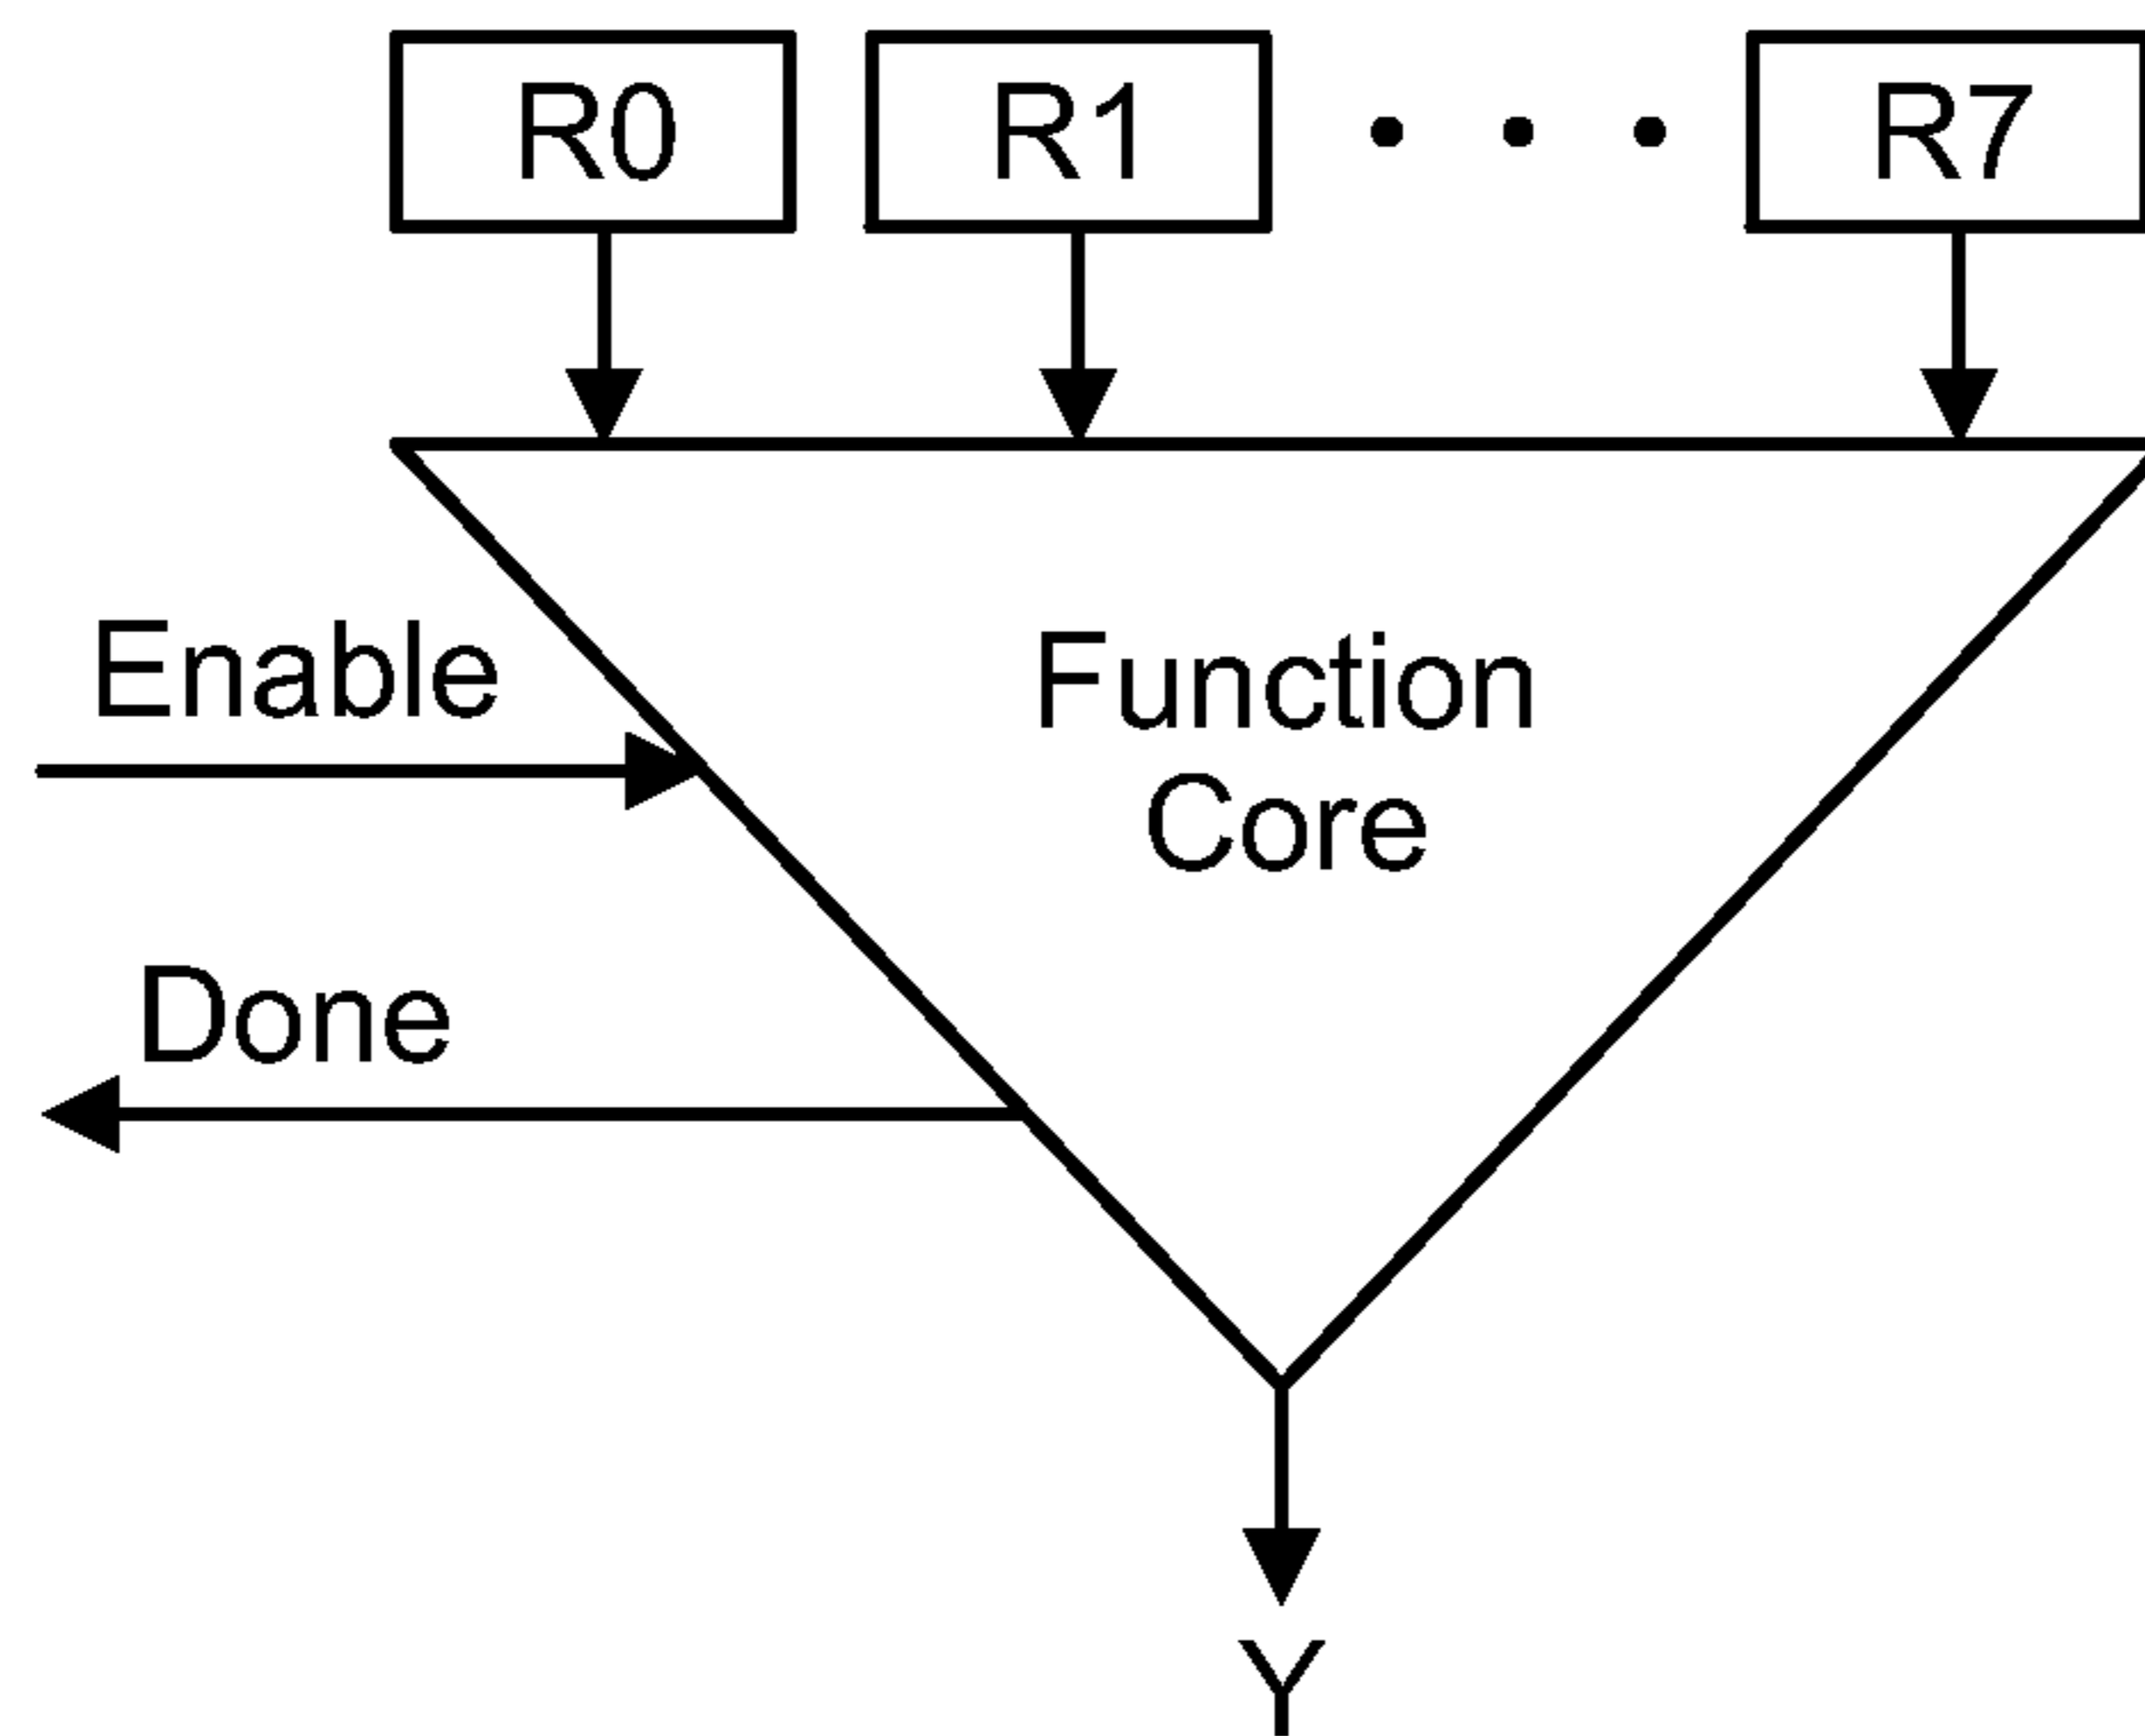 R0 R1 • • • R7
Enable
Function
Core
Done
Y